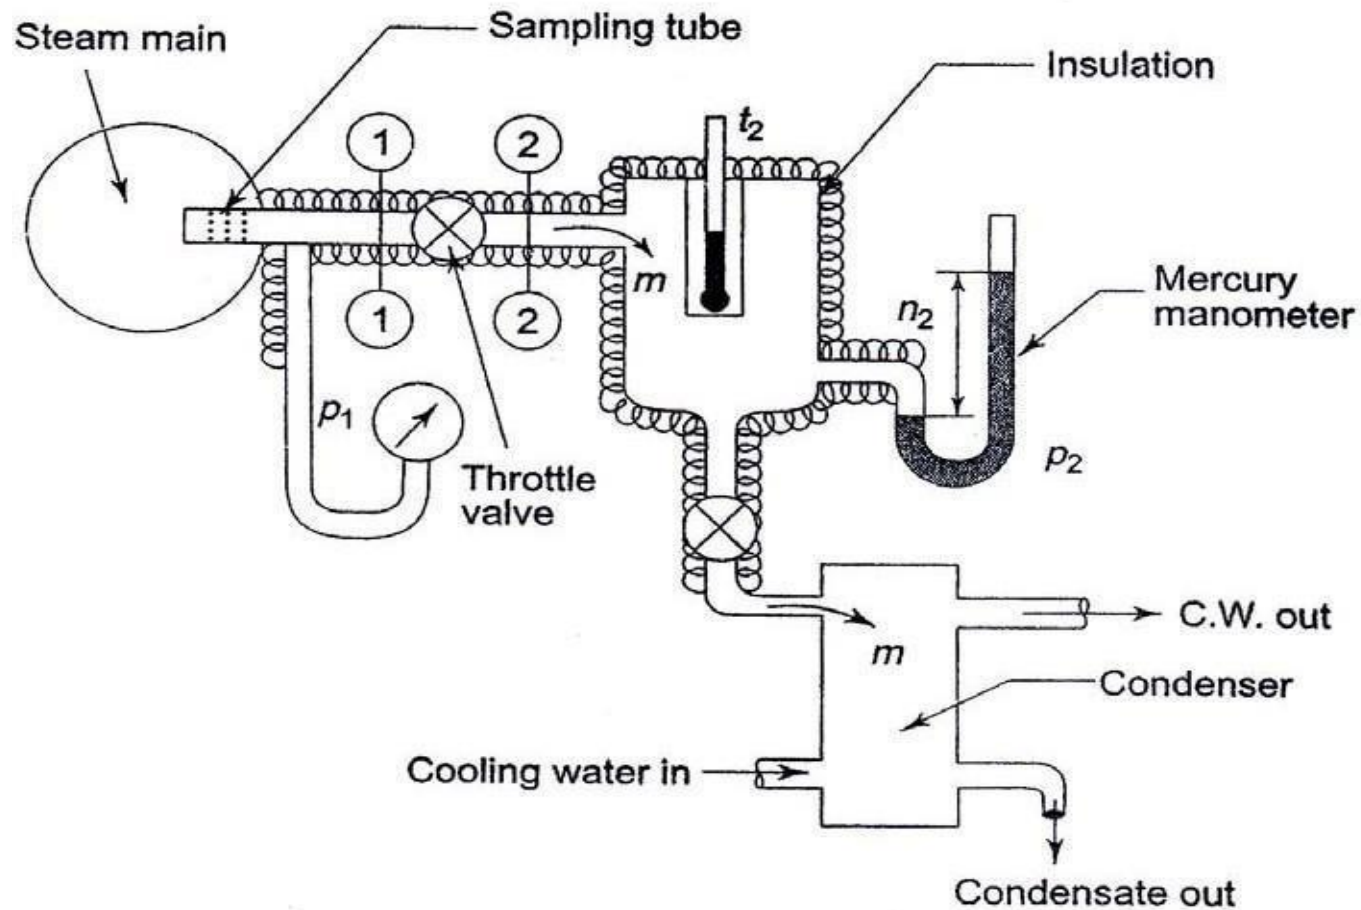 Steam main
Sampling tube
Insulation
1
2
t2
m
1
2
n2
Mercury
manometer
p1
Throttle
valve
p2
C.W. out
m
Condenser
Cooling water in
Condensate out